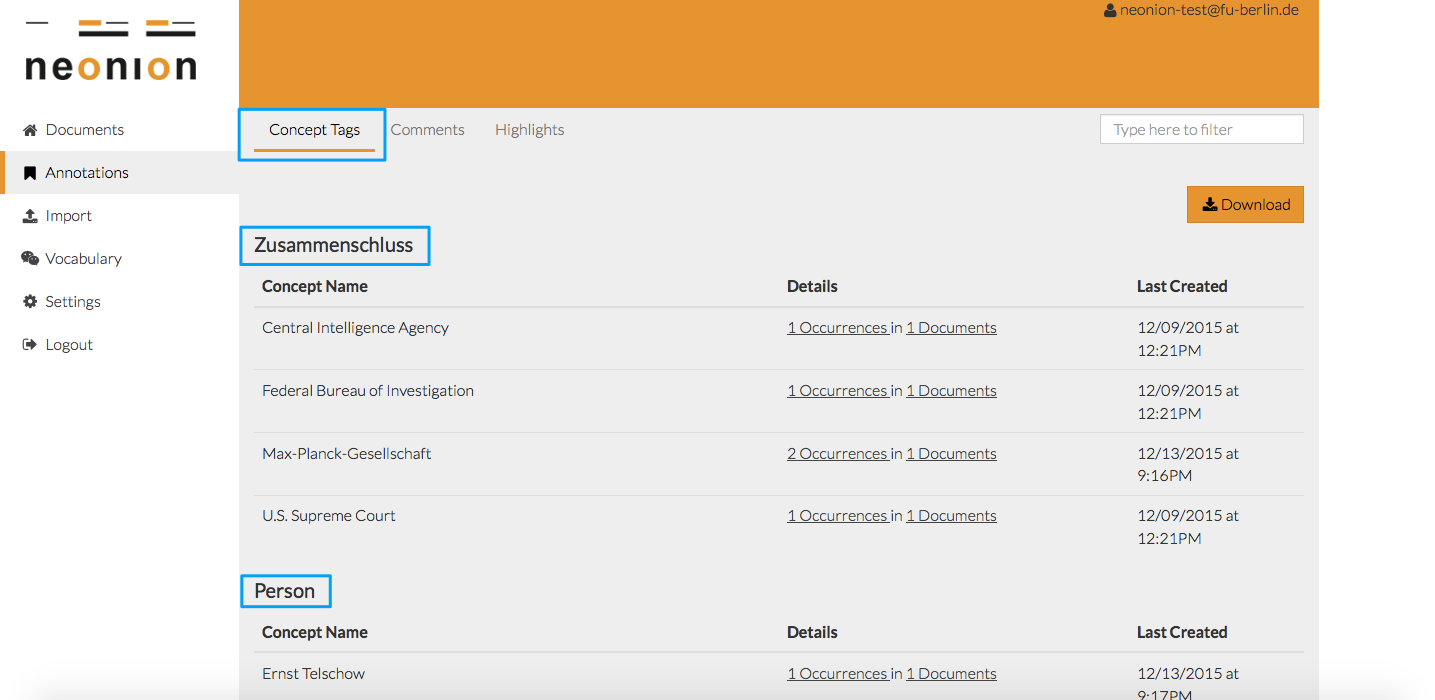 neonion
neonion-test@fu-berlin.de
Documents
Annotations
Import
Vocabulary
Settings
Logout
Concept Tags Comments Highlights Type here to filter
Download
Zusammenschluss
Concept Name Details Last Created
Central Intelligence Agency 1 Occurrences in 1 Documents 12/09/2015 at
12:21PM
Federal Bureau of Investigation 1 Occurrences in 1 Documents 12/09/2015 at
12:21PM
Max-Planck-Gesellschaft 2 Occurrences in 1 Documents 12/13/2015 at
9:16PM
U.S. Supreme Court 1 Occurrences in 1 Documents 12/09/2015 at
12:21PM
Person
Concept Name Details Last Created
Ernst Telschow 1 Occurrences in 1 Documents 12/13/2015 at
9:17PM